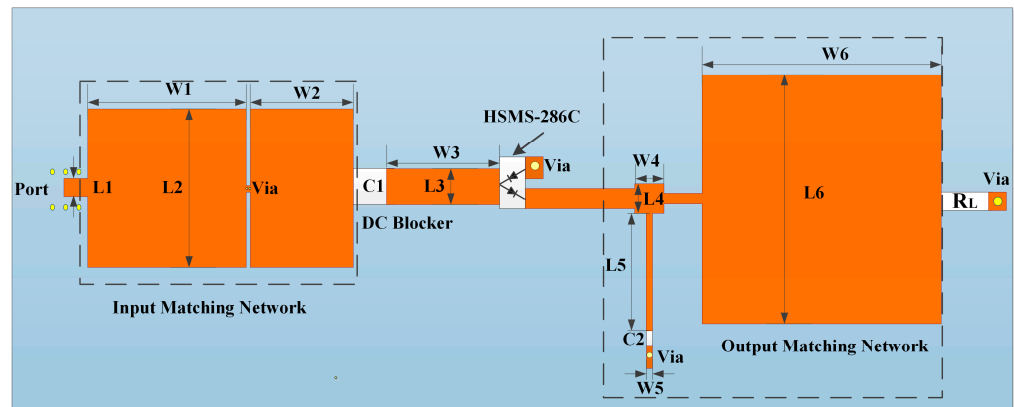 W6
W1
W2
HSMS-286C
W3
W4
Via
Via
Port
L1
L2
Via
C1
L3
L4
L6
RL
DC Blocker
L5
Input Matching Network
C2
Via
Output Matching Network
W5